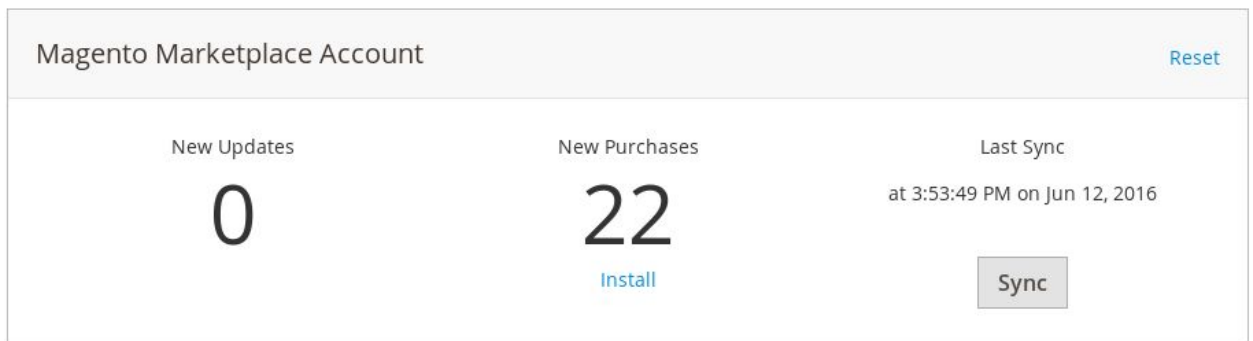 Magento Marketplace Account
Reset
New Updates
0
New Purchases
22
Install
Last Sync
at 3:53:49 PM on Jun 12, 2016
Sync